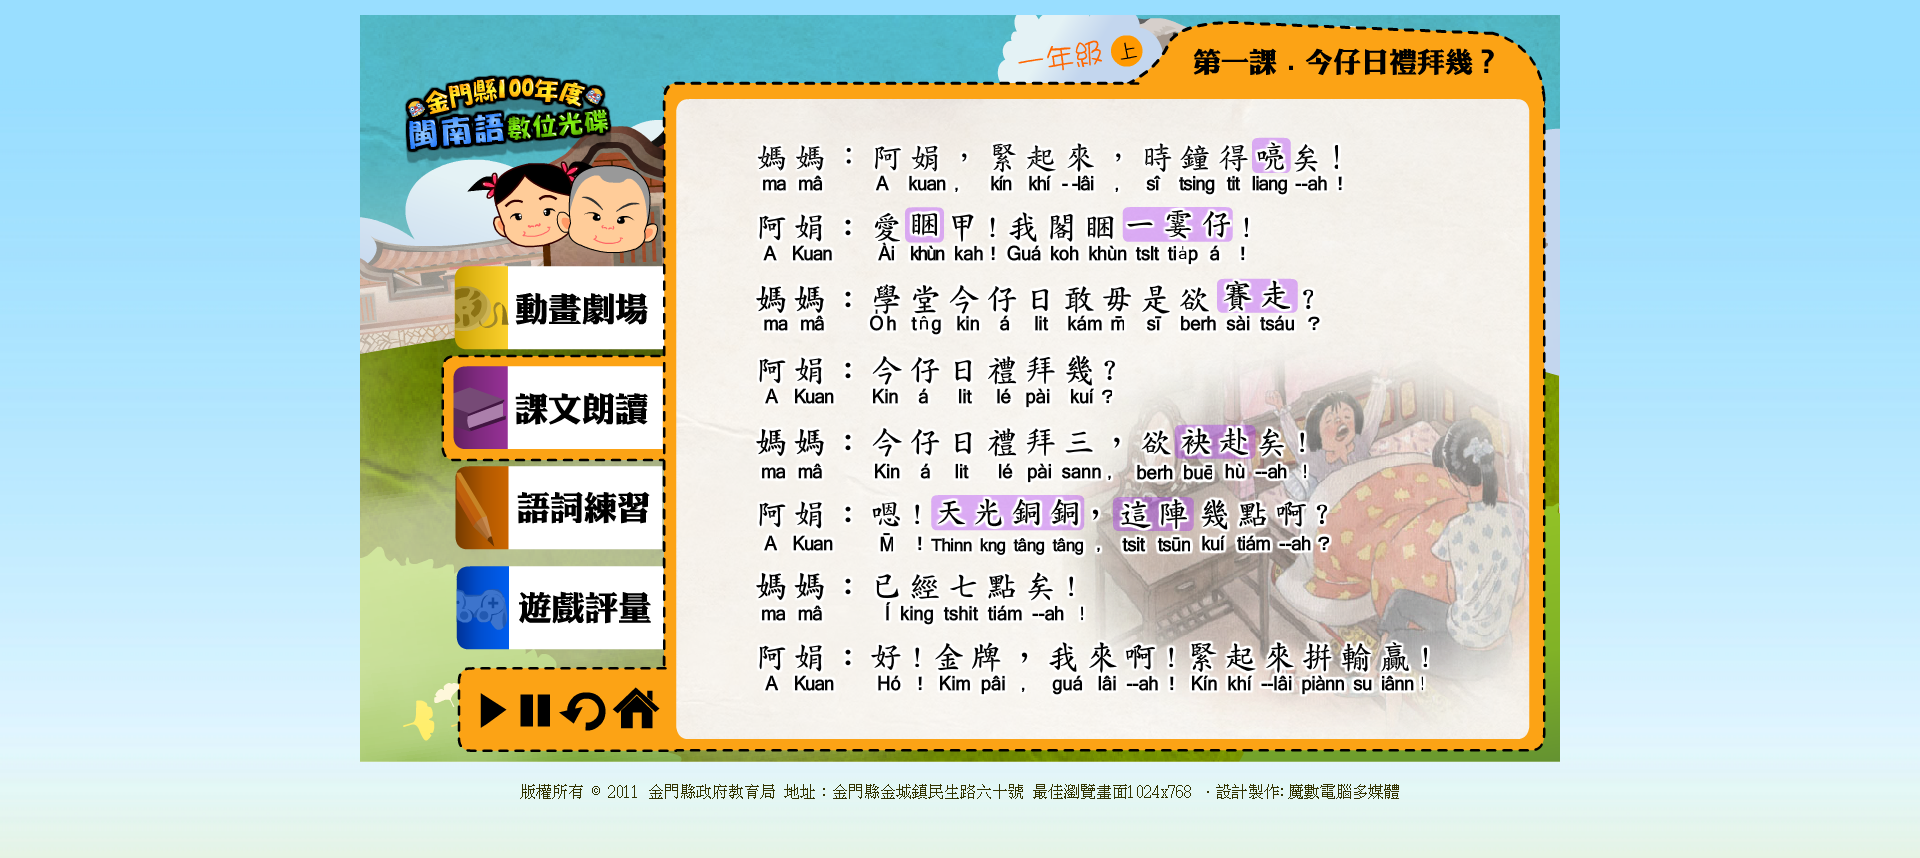 一年級 上
第一課．今仔日禮拜幾？
金門縣100年度
閩南語數位光碟
動畫劇場
課文朗讀
語詞練習
遊戲評量
媽媽：阿娟，緊起來，時鐘得喨矣！
ma mâ A kuan , kín khí --lâi , sî tsing tit liang --ah !
阿娟：愛睏甲！我閣睏一霎仔！
A Kuan Ài khùn kah ! Guá koh khùn tsit tia̍p á !
媽媽：學堂今仔日敢毋是欲賽走？
ma mâ O̍h tn̂g kin á lit kám m̄ sī berh sài tsáu ?
阿娟：今仔日禮拜幾？
A Kuan Kin á lit lé pài kuí ?
媽媽：今仔日禮拜三，欲袂赴矣！
ma mâ Kin á lit lé pài sann , berh buē hù --ah !
阿娟：嗯！天光銅銅，這陣幾點啊？
A Kuan M̄ ! Thinn kng tâng tâng , tsit tsūn kuí tiám --ah ?
媽媽：已經七點矣！
ma mâ Í king tshit tiám --ah !
阿娟：好！金牌，我來啊！緊起來拚輸贏！
A Kuan Hó ! Kim pâi , guá lâi --ah ! Kín khí --lâi piànn su iânn !
版權所有 © 2011 金門縣政府教育局 地址：金門縣金城鎮民生路六十號 最佳瀏覽畫面1024x768 ‧設計製作: 魔數電腦多媒體